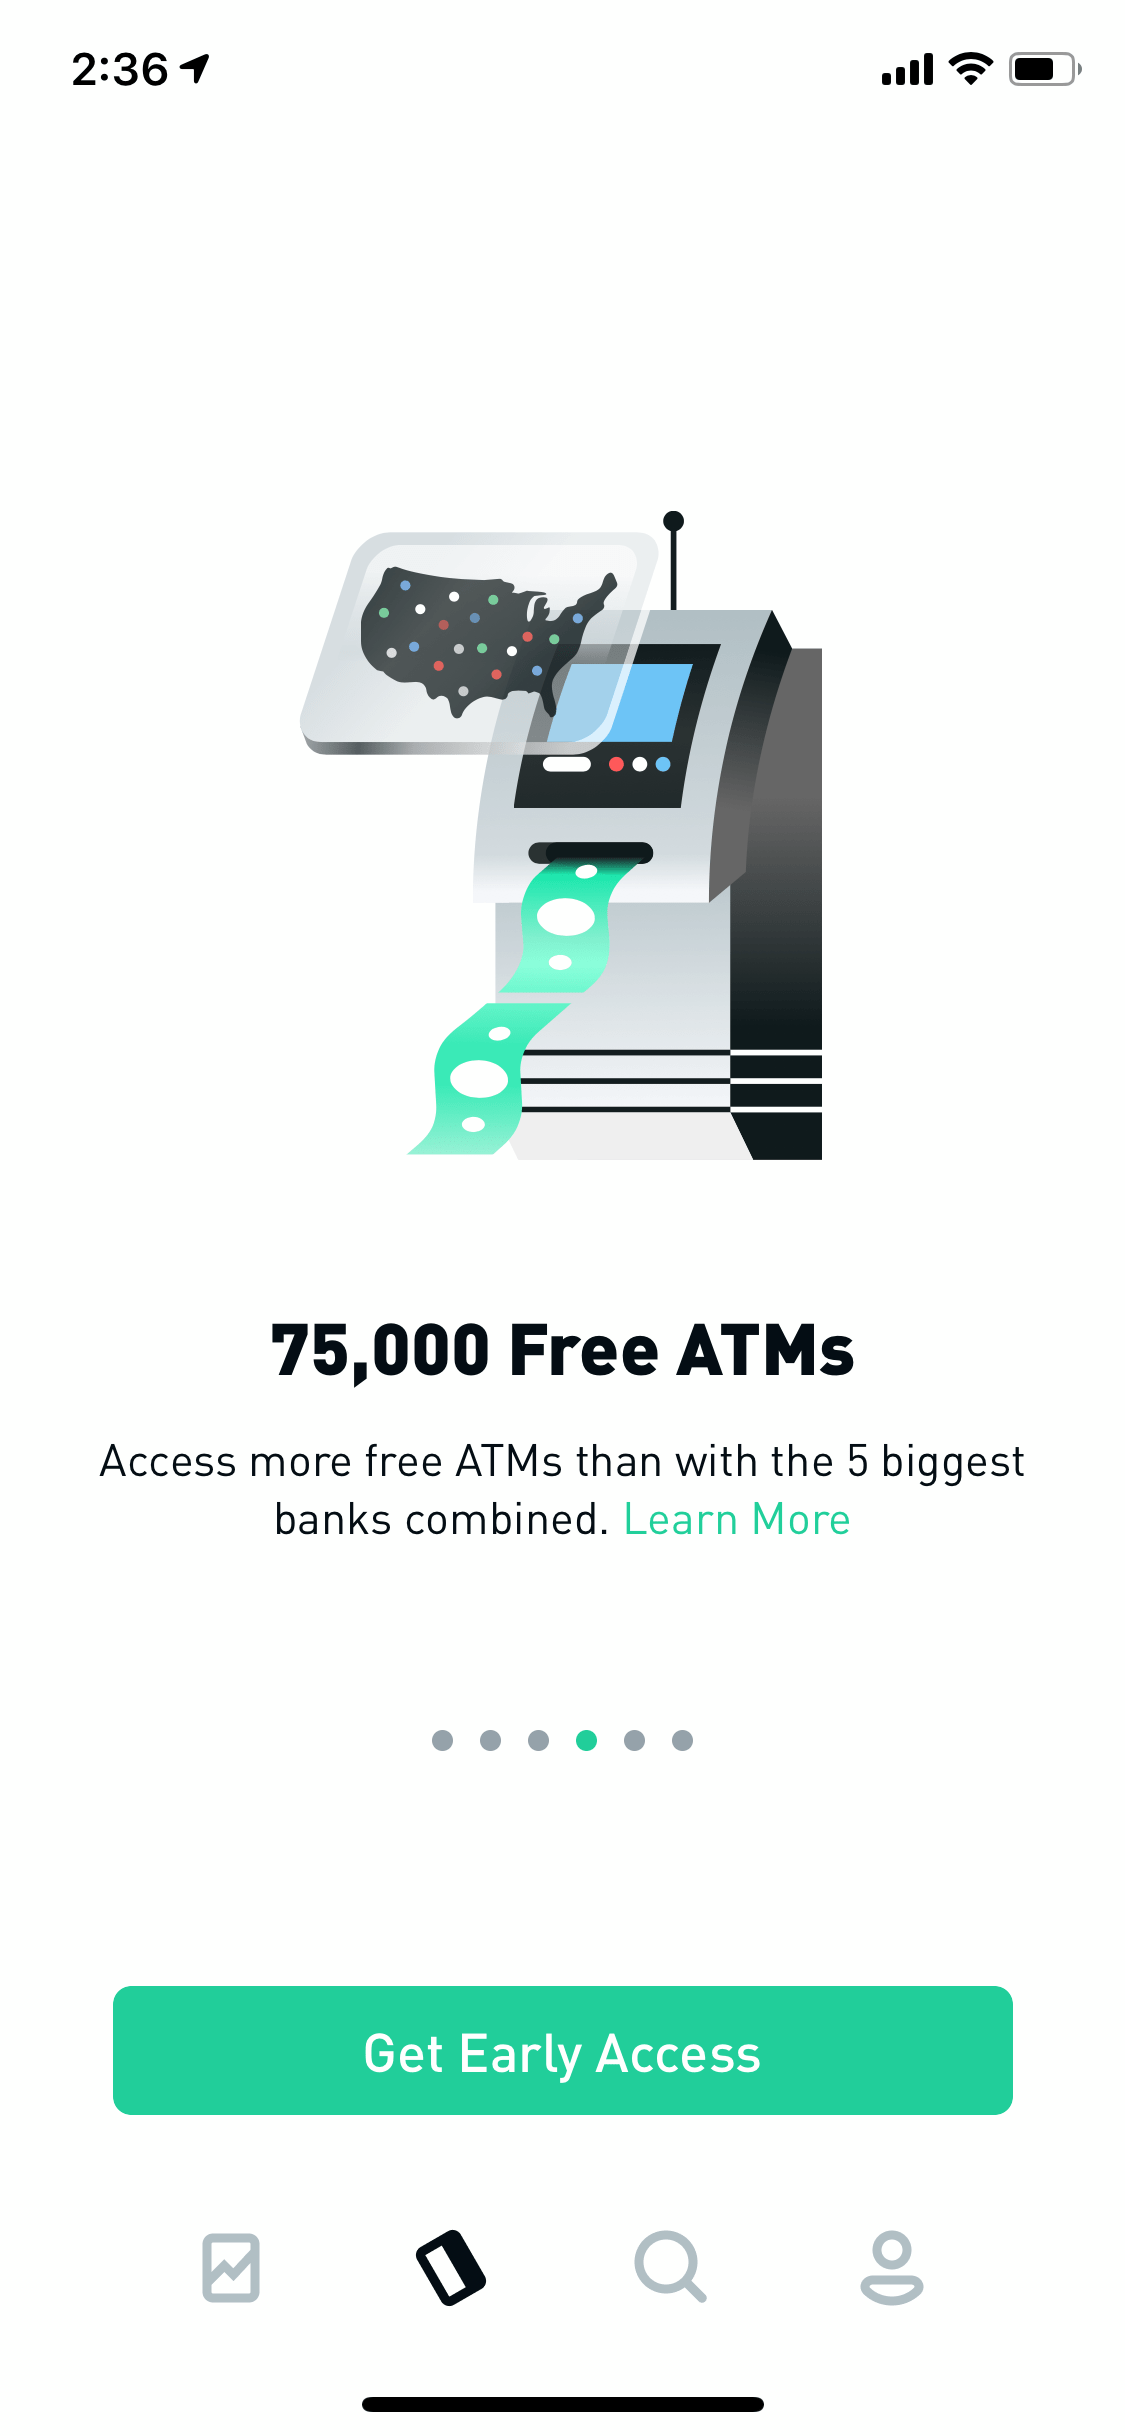 2:36
75,000 Free ATMs
Access more free ATMs than with the 5 biggest
banks combined. Learn More
Get Early Access